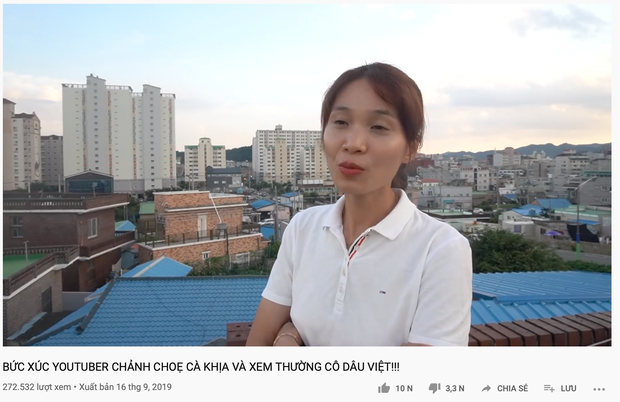 BỨC XÚC YOUTUBER CHẢNH CHOẸ CÀ KHỊA VÀ XEM THƯỜNG CÔ DÂU VIỆT!!!
272.532 lượt xem • Xuất bản 16 thg 9, 2019 10 N 3,3 N CHIA SẺ LƯU